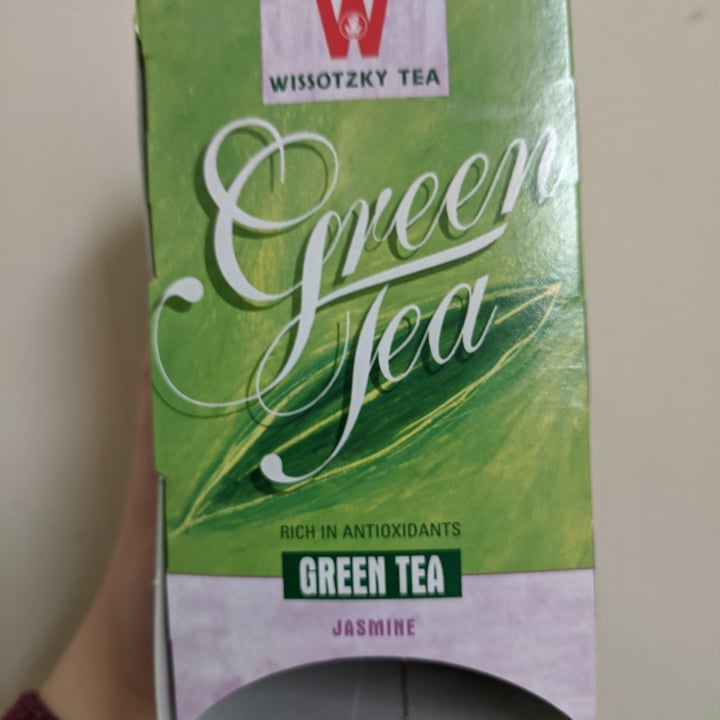 W
WISSOTZKY TEA
Green
Tea
RICH IN ANTIOXIDANTS
GREEN TEA
JASMINE